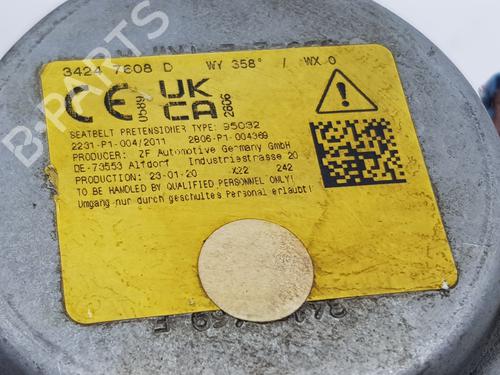 B-PARTS
3424 7608 D WY 358° / WX 0
CE 0589 UK CA 2806
SEATBELT PRETENSIONER TYPE: 95032
2231-P1-004/2011 2806-P1-004369
PRODUCER: ZF Automotive Germany GmbH
DE-73553 Alfdorf Industriestrasse 20
PRODUCTION: 23-01-20 X22 242
TO BE HANDLED BY QUALIFIED PERSONNEL ONLY!
Umgang nur durch geschultes Personal erlaubt!